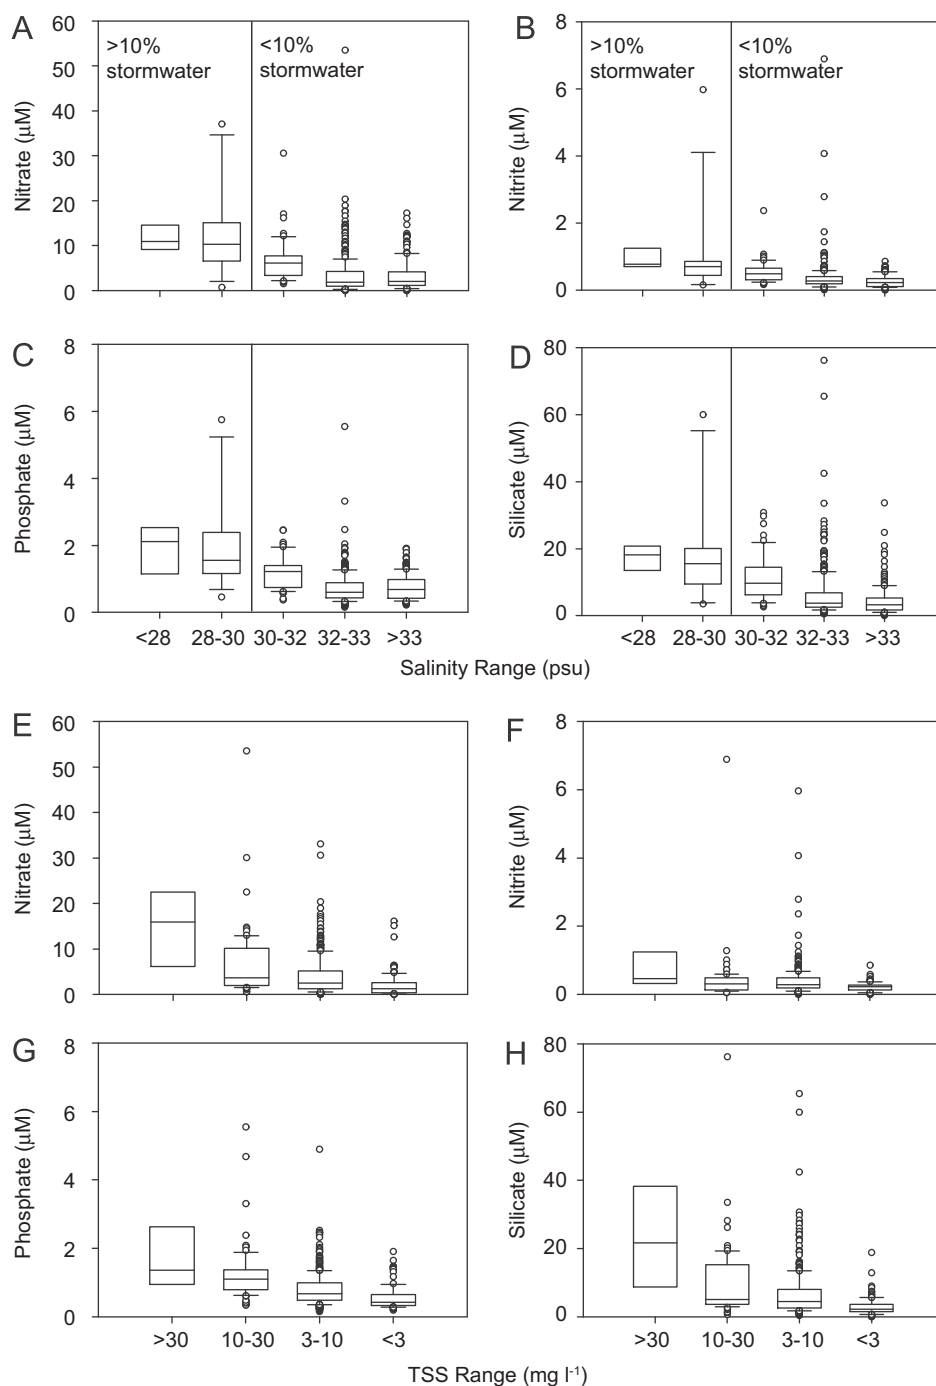 A
B
60
50
40
30
20
10
0
Nitrate (µM)
>10%
stormwater
<10%
stormwater
8
6
4
2
0
Nitrite (µM)
>10%
stormwater
<10%
stormwater
C
D
8
6
4
2
0
Phosphate (µM)
80
60
40
20
0
Silicate (µM)
<28 28-30 30-32 32-33 >33
<28 28-30 30-32 32-33 >33
Salinity Range (psu)
E
F
60
50
40
30
20
10
0
Nitrate (µM)
8
6
4
2
0
Nitrite (µM)
G
H
8
6
4
2
0
Phosphate (µM)
80
60
40
20
0
Silicate (µM)
>30 10-30 3-10 <3
>30 10-30 3-10 <3
TSS Range (mg l⁻¹)